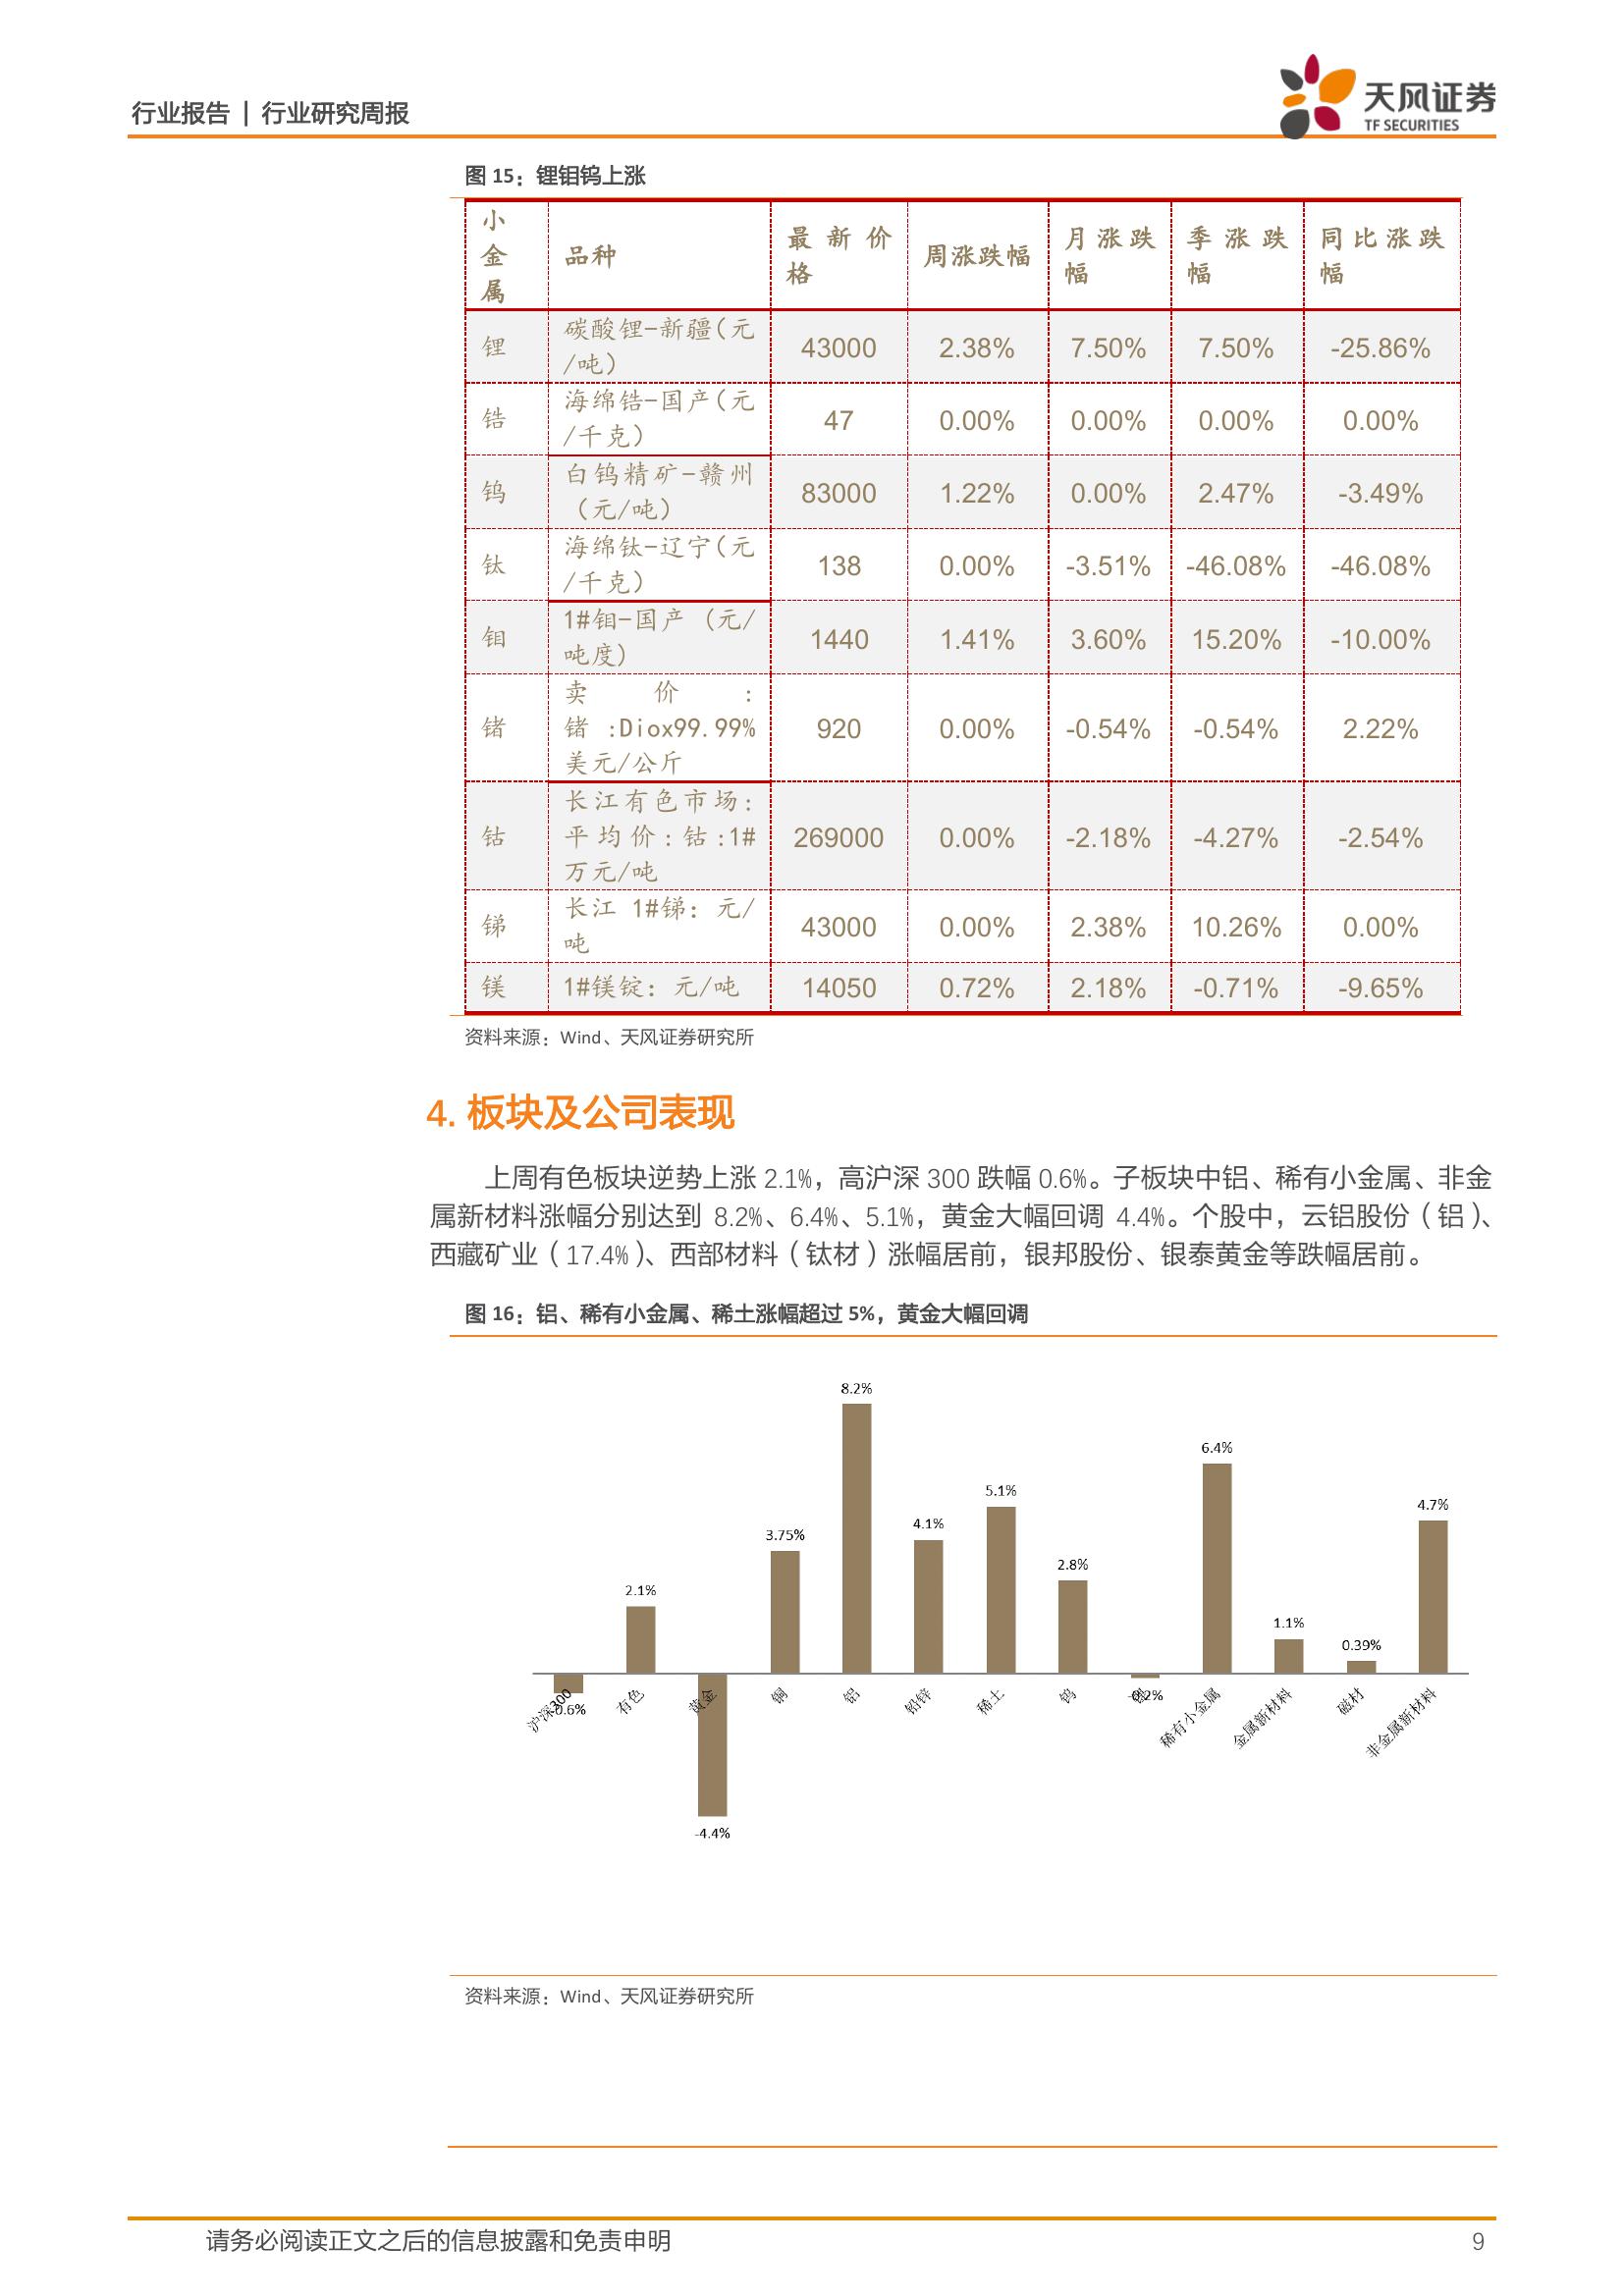 行业报告 | 行业研究周报
天风证券
TF SECURITIES
图 15：锂钼钨上涨
小金属 品种 最新价格 周涨跌幅 月涨跌幅 季涨跌幅 同比涨跌幅
锂 碳酸锂-新疆(元/吨) 43000 2.38% 7.50% 7.50% -25.86%
锆 海绵锆-国产(元/千克) 47 0.00% 0.00% 0.00% 0.00%
钨 白钨精矿-赣州（元/吨) 83000 1.22% 0.00% 2.47% -3.49%
钛 海绵钛-辽宁(元/千克) 138 0.00% -3.51% -46.08% -46.08%
钼 1#钼-国产 (元/吨度) 1440 1.41% 3.60% 15.20% -10.00%
锗 卖价:锗:Diox99.99%美元/公斤 920 0.00% -0.54% -0.54% 2.22%
钴 长江有色市场:平均价:钴:1#万元/吨 269000 0.00% -2.18% -4.27% -2.54%
锑 长江 1#锑: 元/吨 43000 0.00% 2.38% 10.26% 0.00%
镁 1#镁锭: 元/吨 14050 0.72% 2.18% -0.71% -9.65%
资料来源：Wind、天风证券研究所
4. 板块及公司表现
上周有色板块逆势上涨 2.1%，高沪深 300 跌幅 0.6%。子板块中铝、稀有小金属、非金
属新材料涨幅分别达到 8.2%、6.4%、5.1%，黄金大幅回调 4.4%。个股中，云铝股份（铝）、
西藏矿业（17.4%）、西部材料（钛材）涨幅居前，银邦股份、银泰黄金等跌幅居前。
图 16：铝、稀有小金属、稀土涨幅超过 5%，黄金大幅回调
8.2%
6.4%
5.1%
4.7%
4.1%
3.75%
2.8%
2.1%
1.1%
0.39%
沪深300 有色 黄金 铜 铝 铅锌 稀土 钨 稀有小金属 金属新材料 磁材 非金属新材料
-0.6%
-0.2%
-4.4%
资料来源：Wind、天风证券研究所
请务必阅读正文之后的信息披露和免责申明 9